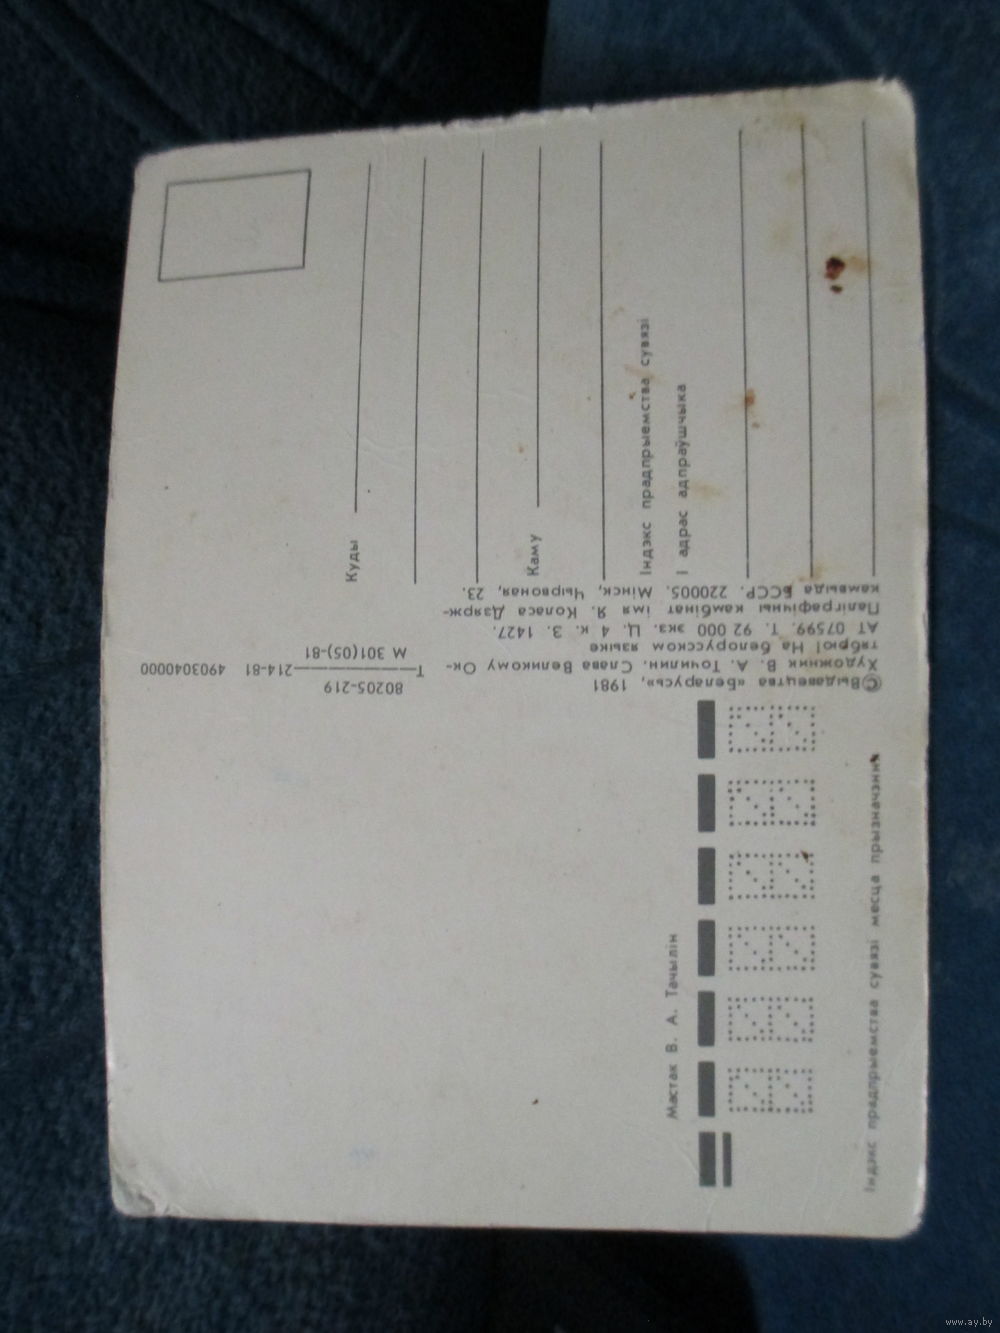 Куды
Каму
Індэкс прадпрыемства сувязі
і адрас адпраўшчыка
80205-219
Т————214-81 4903040000
М 301(05)-81
© Выдавецтва «Беларусь», 1981
Художник В. А. Точилин. Слава Великому Ок-
тябрю! На белорусском языке
АТ 07599. Т. 92 000 экз. Ц. 4 к. З. 1427.
Паліграфічны камбінат імя Я. Коласа Дзярж-
камвыда БССР. 220005. Мінск, Чырвоная, 23.
Мастак В. А. Тачылін
Індэкс прадпрыемства сувязі месца прызначэння
www.ay.by